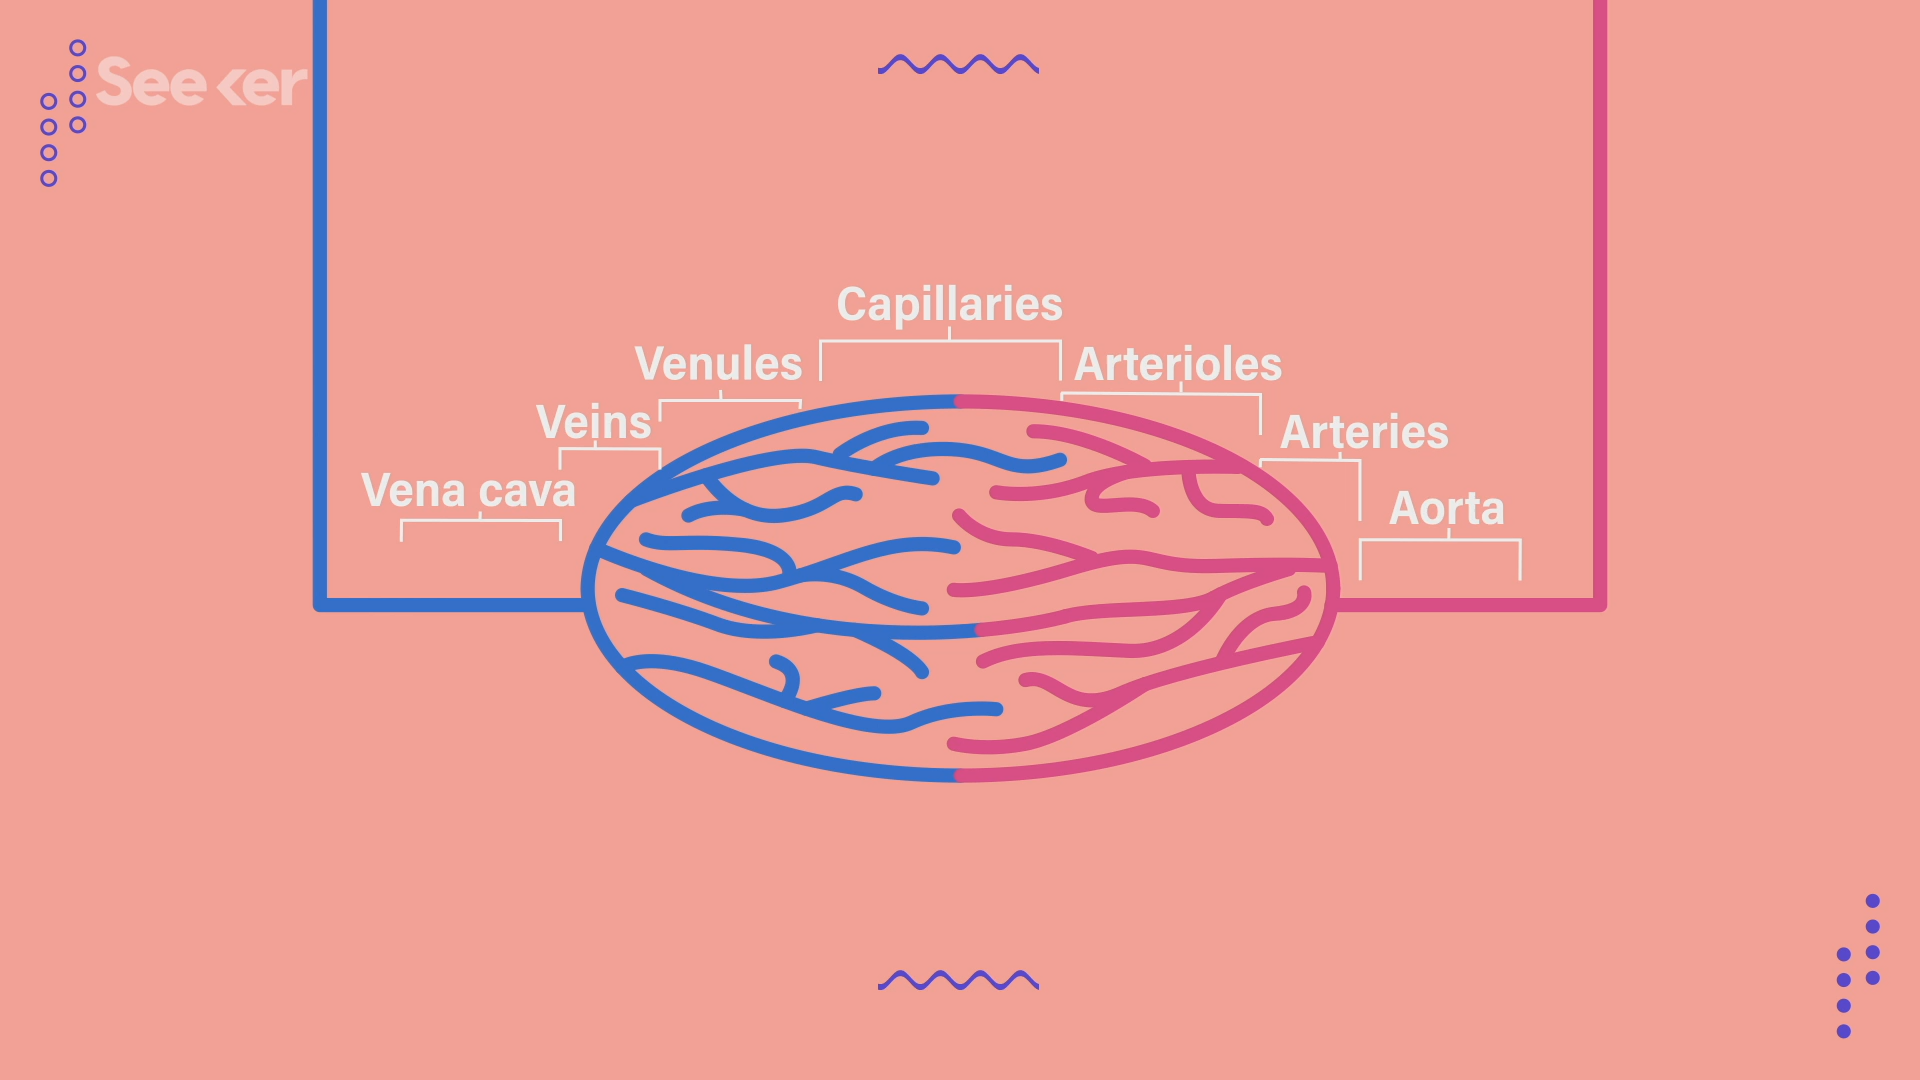 Seeker
Capillaries
Venules
Arterioles
Veins
Arteries
Vena cava
Aorta